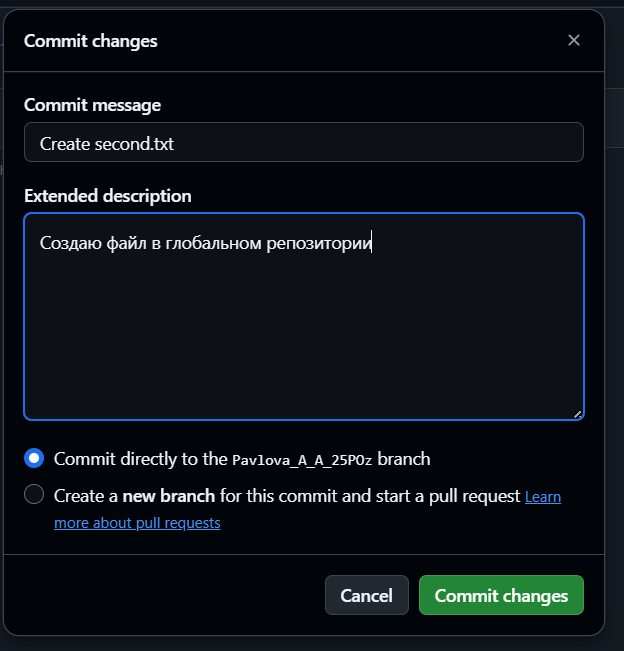 Commit changes
Commit message
Create second.txt
Extended description
Создаю файл в глобальном репозитории
Commit directly to the Pavlova_A_A_25POz branch
Create a new branch for this commit and start a pull request Learn
more about pull requests
Cancel
Commit changes